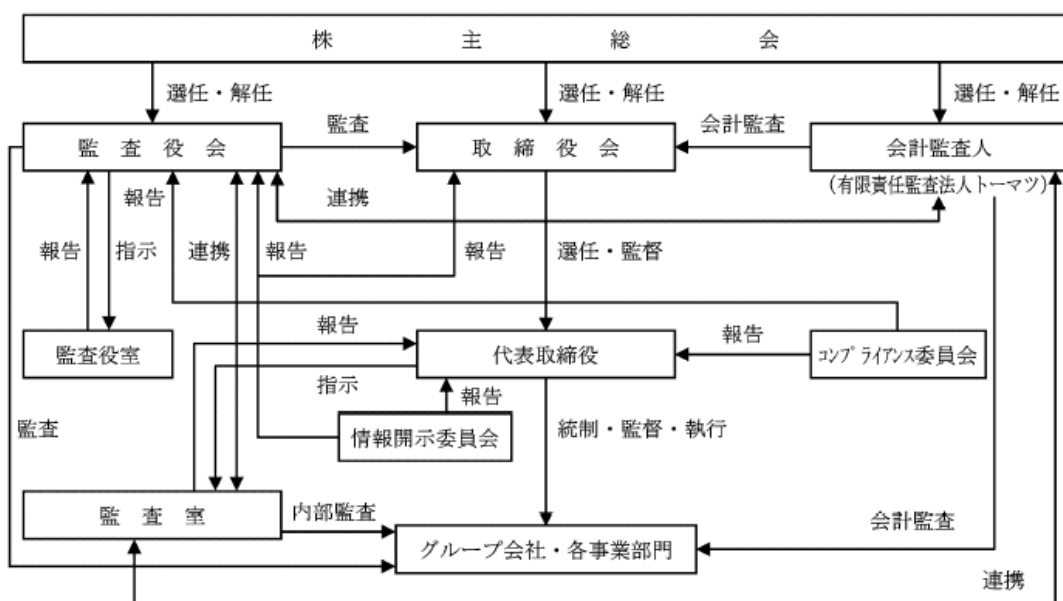 株主総会
選任・解任
選任・解任
選任・解任
監査役会
監査
取締役会
会計監査
会計監査人
(有限責任監査法人トーマツ)
報告
連携
報告
指示
連携
報告
報告
選任・監督
監査役室
報告
代表取締役
報告
コンプライアンス委員会
指示
報告
監査
情報開示委員会
統制・監督・執行
監査室
内部監査
グループ会社・各事業部門
会計監査
連携